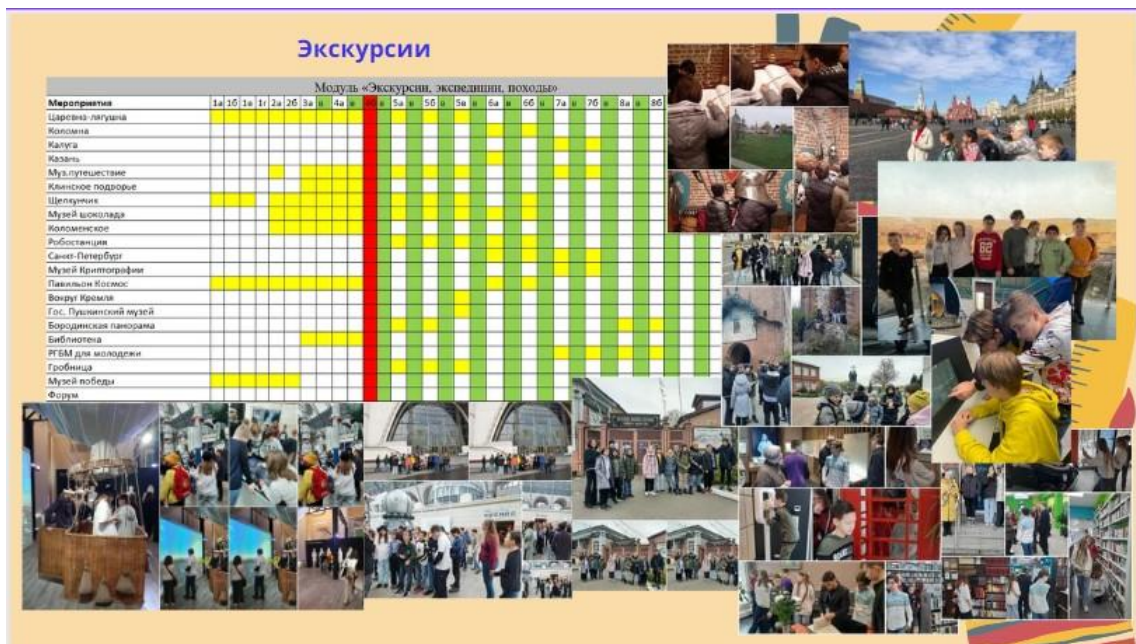 Экскурсии
Модуль «Экскурсии, экспедиции, походы»
Мероприятия 1а 1б 1в 1г 2а 2б 3а 4а 5а 5б 5в 6а 6б 7а 7б 8а 8б
Царевна-лягушка
Коломна
Калуга
Казань
Муз.путешествие
Клинское подворье
Щелкунчик
Музей шоколада
Коломенское
Робостанция
Санкт-Петербург
Музей Криптографии
Павильон Космос
Вокруг Кремля
Гос. Пушкинский музей
Бородинская панорама
Библиотека
РГБМ для молодежи
Гробница
Музей победы
Форум